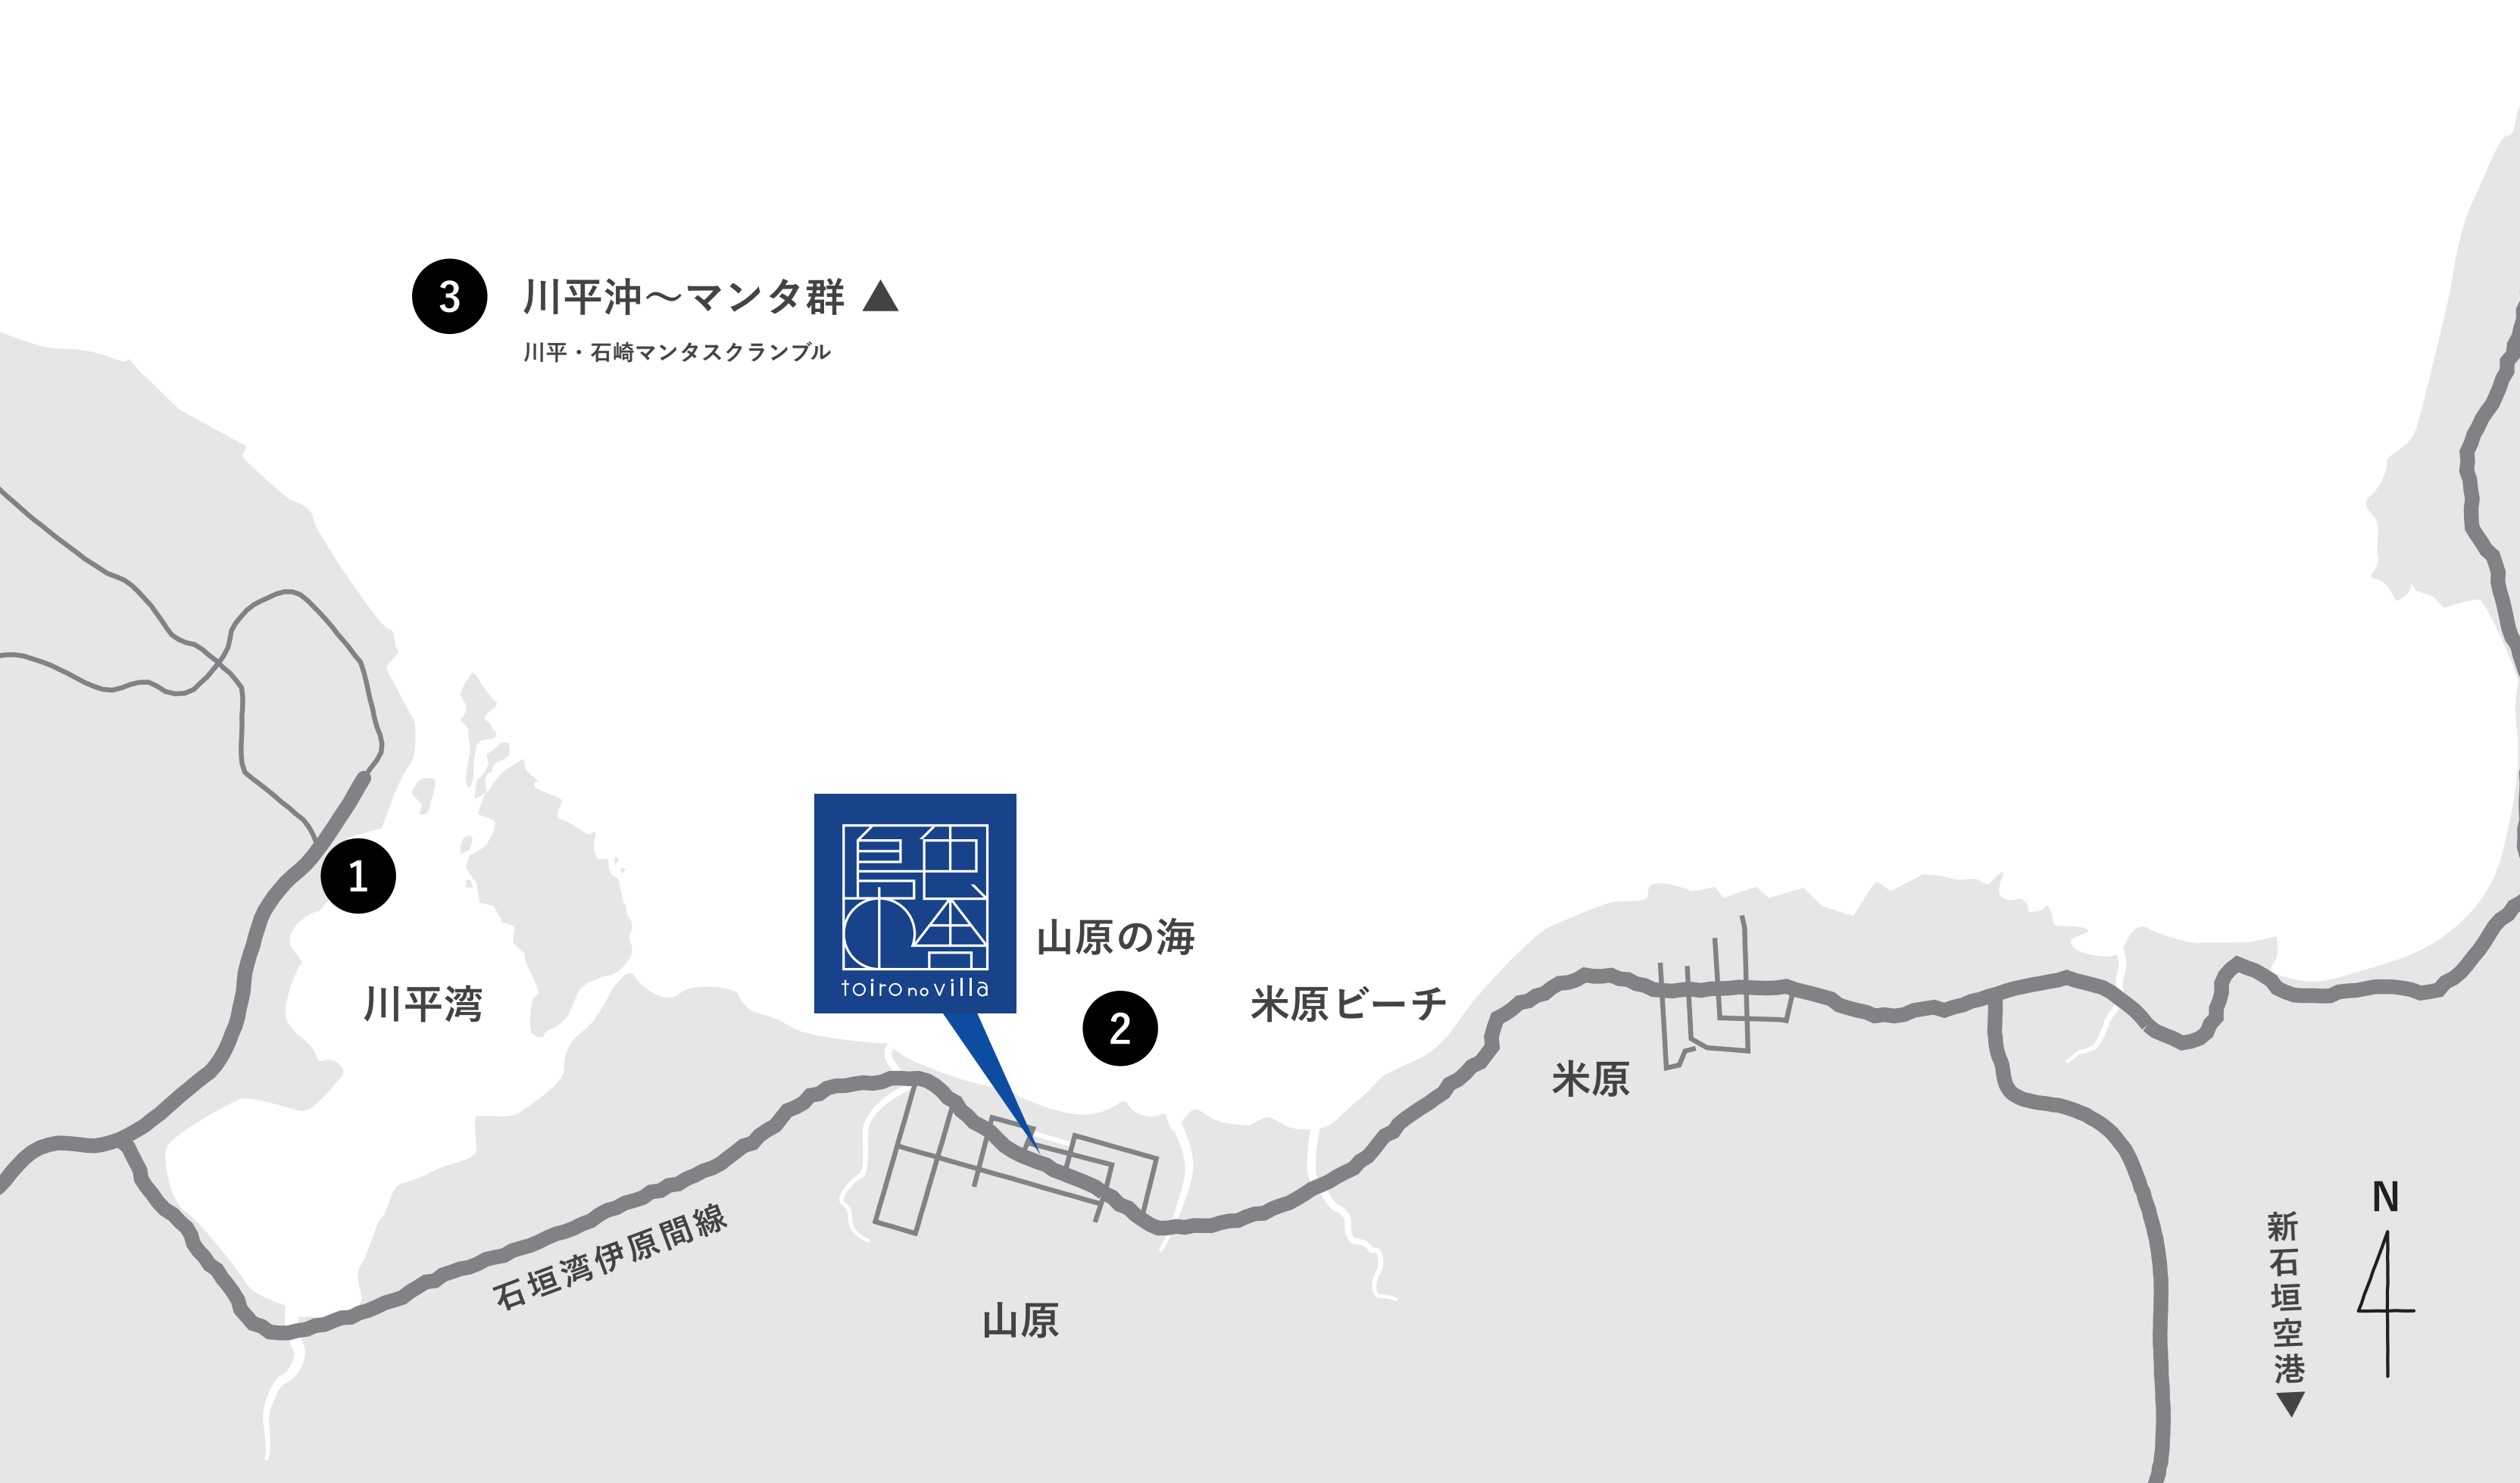 3
川平沖〜マンタ群 ▲
川平・石崎マンタスクランブル
1
川平湾
toiro no villa
山原の海
2
米原ビーチ
米原
石垣湾伊原間線
山原
N
新石垣空港▼